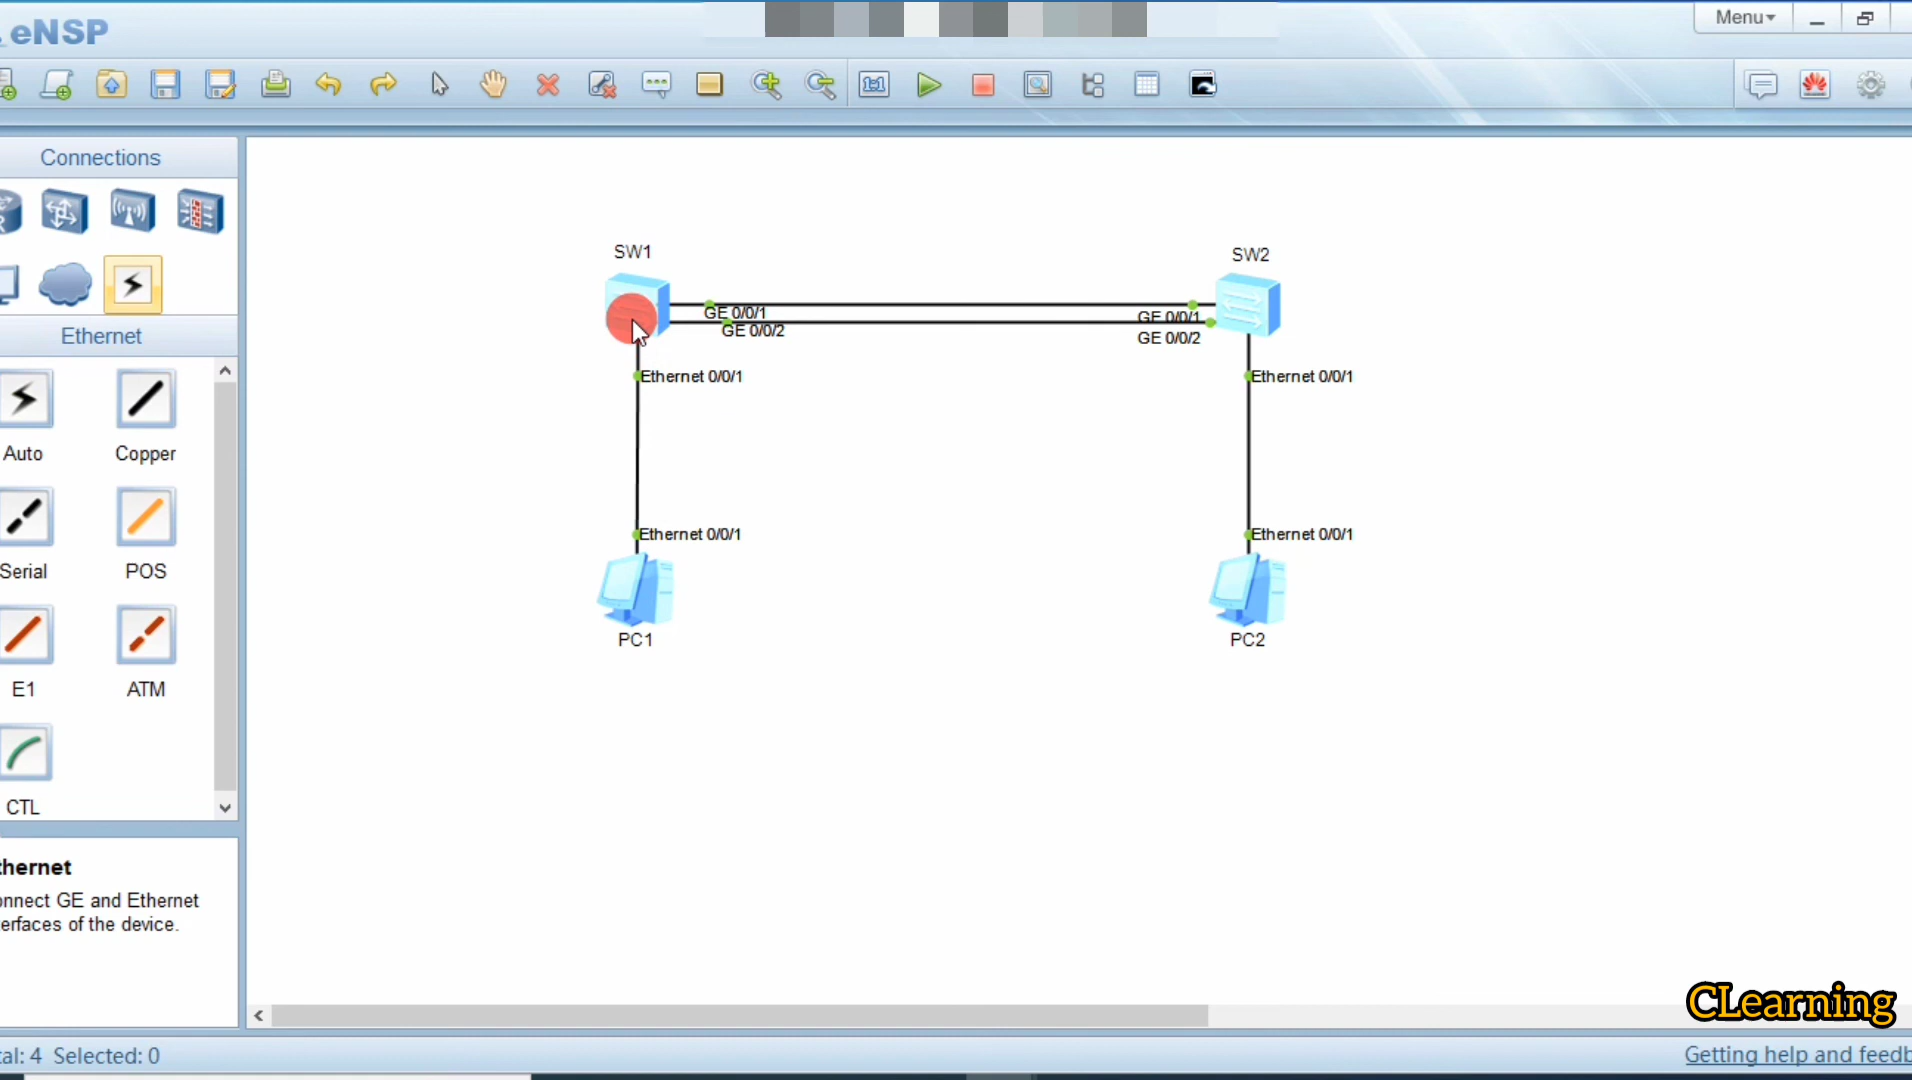 eNSP
Menu
Connections
Ethernet
Auto
Copper
Serial
POS
E1
ATM
CTL
thernet
onnect GE and Ethernet
erfaces of the device.
SW1
SW2
GE 0/0/1
GE 0/0/2
GE 0/0/1
GE 0/0/2
Ethernet 0/0/1
Ethernet 0/0/1
Ethernet 0/0/1
Ethernet 0/0/1
PC1
PC2
CLearning
tal: 4 Selected: 0
Getting help and feedb